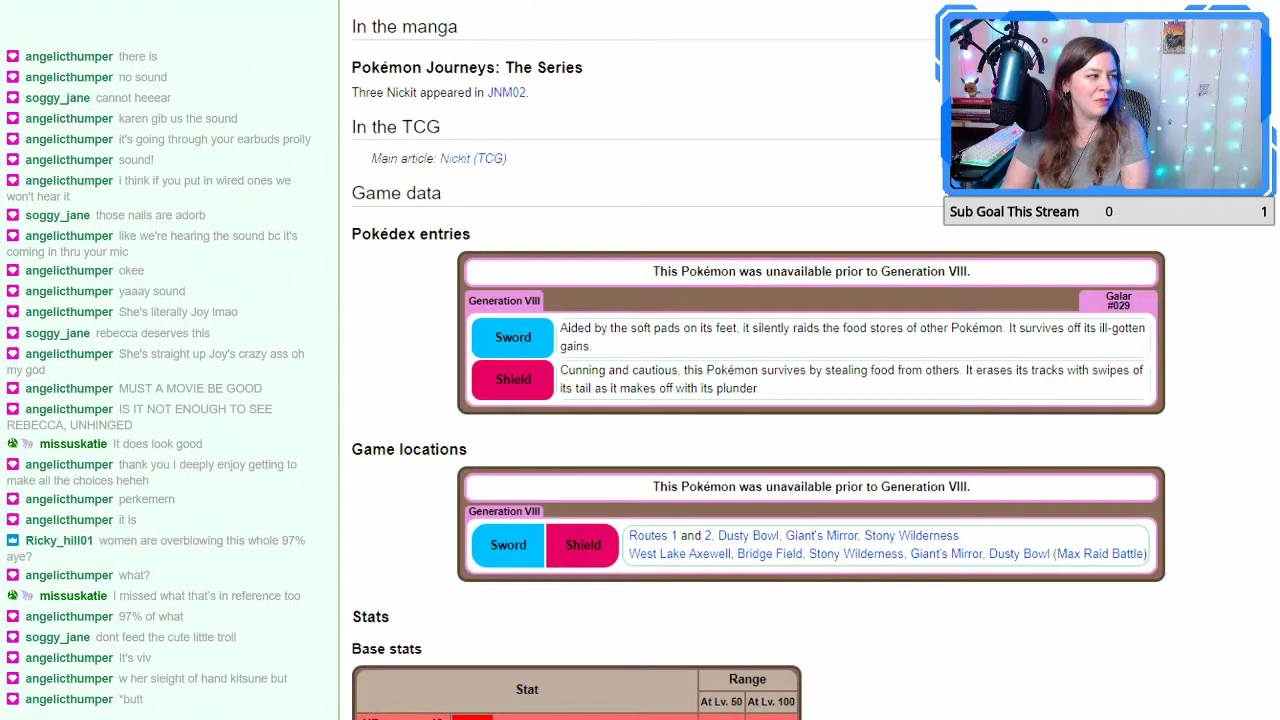 angelicthumper there is
angelicthumper no sound
soggy_jane cannot heeear
angelicthumper karen gib us the sound
angelicthumper it's going through your earbuds prolly
angelicthumper sound!
angelicthumper i think if you put in wired ones we
won't hear it
soggy_jane those nails are adorb
angelicthumper like we're hearing the sound bc it's
coming in thru your mic
angelicthumper okee
angelicthumper yaaay sound
angelicthumper She's literally Joy lmao
soggy_jane rebecca deserves this
angelicthumper She's straight up Joy's crazy ass oh
my god
angelicthumper MUST A MOVIE BE GOOD
angelicthumper IS IT NOT ENOUGH TO SEE
REBECCA, UNHINGED
missuskatie It does look good
angelicthumper thank you I deeply enjoy getting to
make all the choices heheh
angelicthumper perkemern
angelicthumper it is
Ricky_hill01 women are overblowing this whole 97%
aye?
angelicthumper what?
missuskatie I missed what that's in reference too
angelicthumper 97% of what
soggy_jane dont feed the cute little troll
angelicthumper It's viv
angelicthumper w her sleight of hand kitsune but
angelicthumper *butt
In the manga
Pokémon Journeys: The Series
Three Nickit appeared in JNM02.
In the TCG
Main article: Nickit (TCG)
Game data
Pokédex entries
This Pokémon was unavailable prior to Generation VIII.
Generation VIII
Galar
#029
Sword
Aided by the soft pads on its feet, it silently raids the food stores of other Pokémon. It survives off its ill-gotten
gains.
Shield
Cunning and cautious, this Pokémon survives by stealing food from others. It erases its tracks with swipes of
its tail as it makes off with its plunder.
Game locations
This Pokémon was unavailable prior to Generation VIII.
Generation VIII
Sword
Shield
Routes 1 and 2, Dusty Bowl, Giant's Mirror, Stony Wilderness
West Lake Axewell, Bridge Field, Stony Wilderness, Giant's Mirror, Dusty Bowl (Max Raid Battle)
Stats
Base stats
Stat
Range
At Lv. 50 At Lv. 100
Sub Goal This Stream 0 1